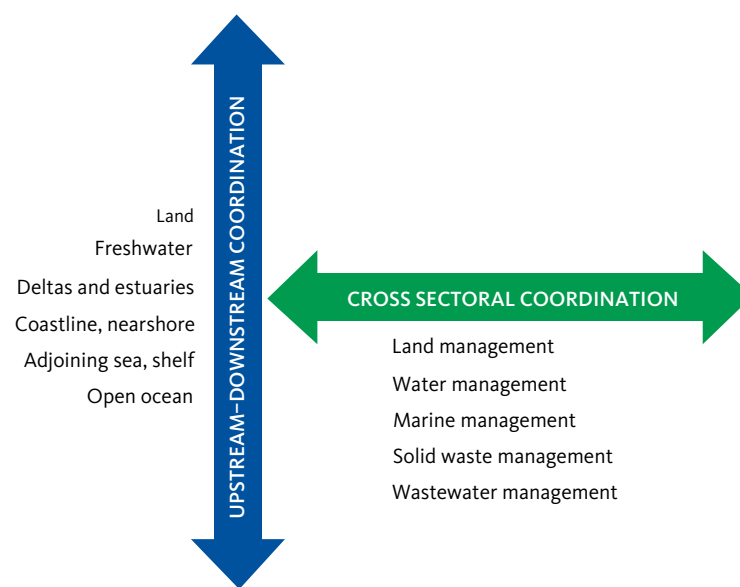 UPSTREAM–DOWNSTREAM COORDINATION
Land
Freshwater
Deltas and estuaries
Coastline, nearshore
Adjoining sea, shelf
Open ocean
CROSS SECTORAL COORDINATION
Land management
Water management
Marine management
Solid waste management
Wastewater management